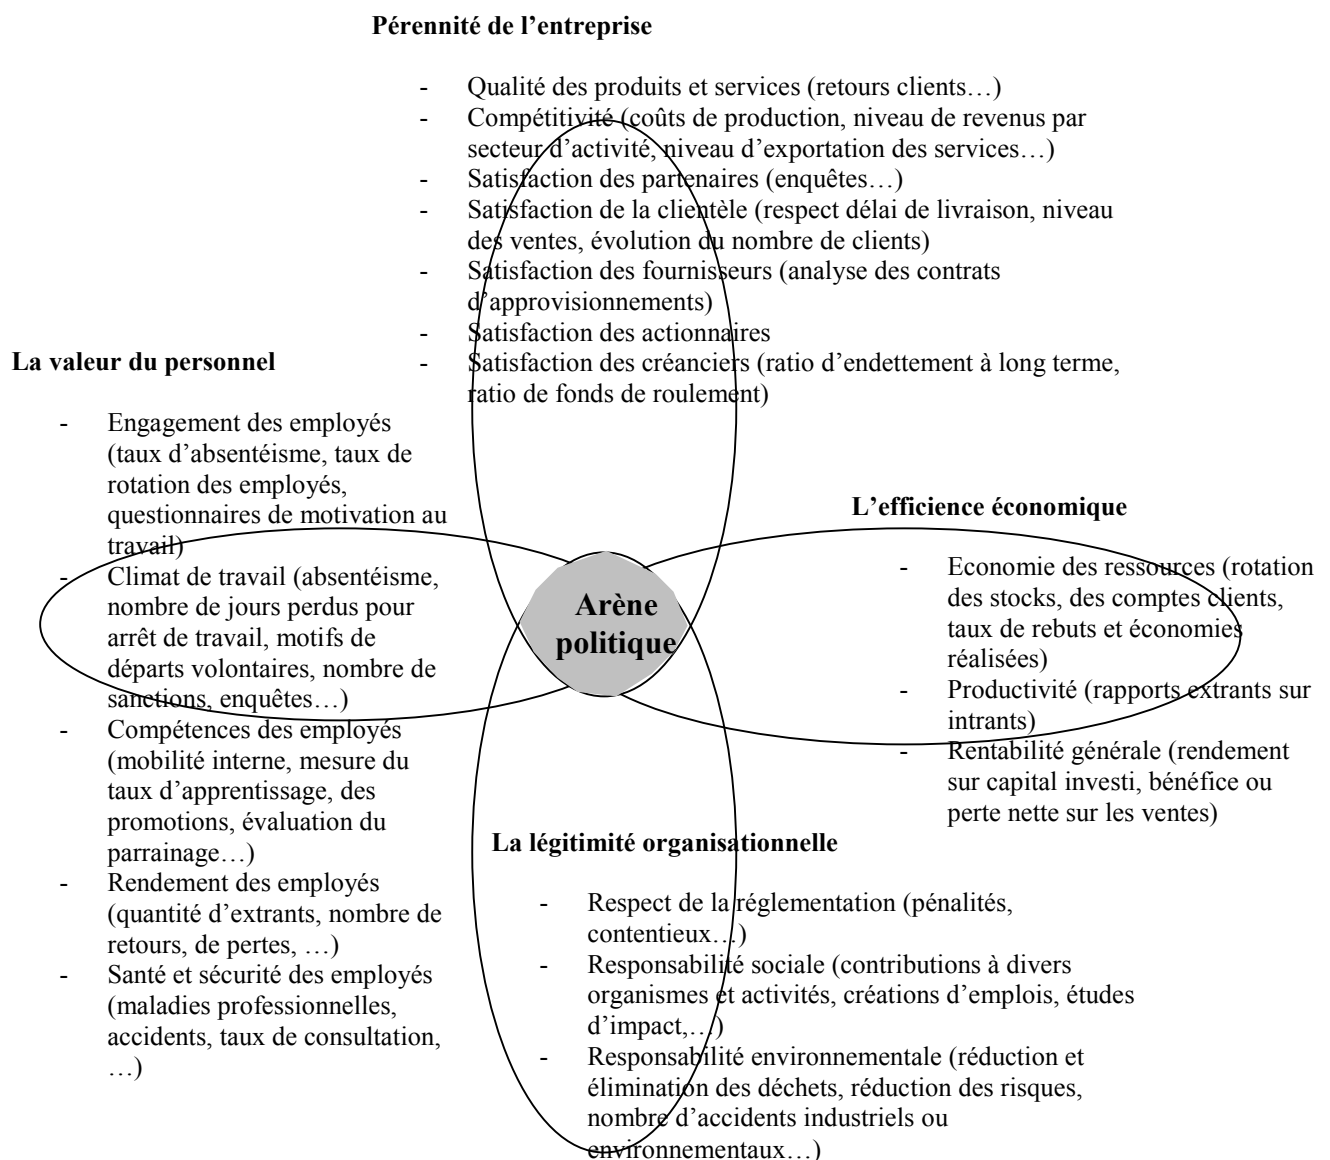 Pérennité de l’entreprise
- Qualité des produits et services (retours clients…)
- Compétitivité (coûts de production, niveau de revenus par
secteur d’activité, niveau d’exportation des services…)
- Satisfaction des partenaires (enquêtes…)
- Satisfaction de la clientèle (respect délai de livraison, niveau
des ventes, évolution du nombre de clients)
- Satisfaction des fournisseurs (analyse des contrats
d’approvisionnements)
- Satisfaction des actionnaires
- Satisfaction des créanciers (ratio d’endettement à long terme,
ratio de fonds de roulement)
La valeur du personnel
- Engagement des employés
(taux d’absentéisme, taux de
rotation des employés,
questionnaires de motivation au
travail)
- Climat de travail (absentéisme,
nombre de jours perdus pour
arrêt de travail, motifs de
départs volontaires, nombre de
sanctions, enquêtes…)
- Compétences des employés
(mobilité interne, mesure du
taux d’apprentissage, des
promotions, évaluation du
parrainage…)
- Rendement des employés
(quantité d’extrants, nombre de
retours, de pertes, …)
- Santé et sécurité des employés
(maladies professionnelles,
accidents, taux de consultation,
…)
Arène
politique
L’efficience économique
- Economie des ressources (rotation
des stocks, des comptes clients,
taux de rebuts et économies
réalisées)
- Productivité (rapports extrants sur
intrants)
- Rentabilité générale (rendement
sur capital investi, bénéfice ou
perte nette sur les ventes)
La légitimité organisationnelle
- Respect de la réglementation (pénalités,
contentieux…)
- Responsabilité sociale (contributions à divers
organismes et activités, créations d’emplois, études
d’impact,…)
- Responsabilité environnementale (réduction et
élimination des déchets, réduction des risques,
nombre d’accidents industriels ou
environnementaux…)